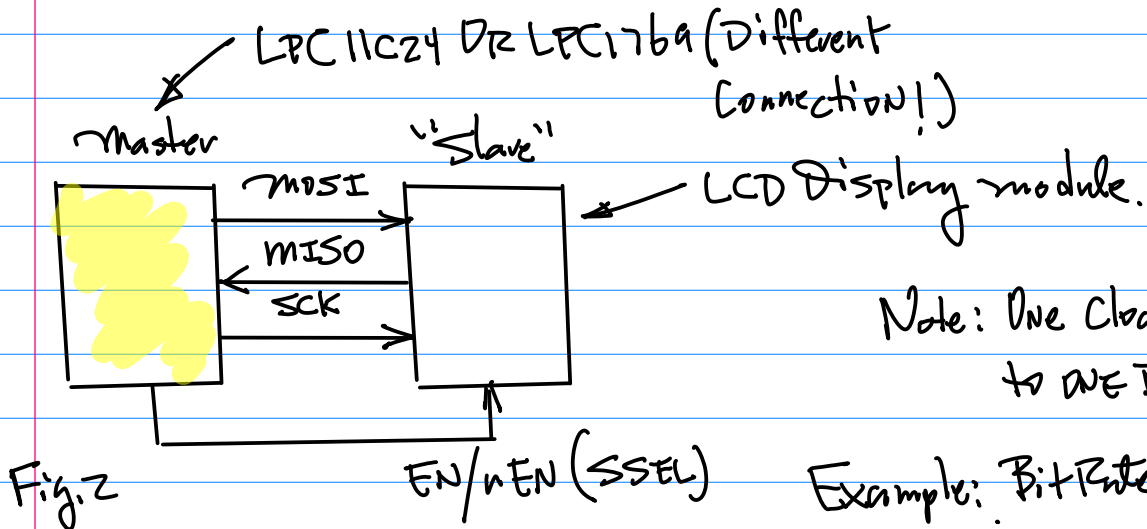 LPC11C24 OR LPC1769 (Different
Connection!)
Master
"Slave"
MOSI
LCD Display module.
MISO
SCK
Note: One Cloc
to ONE
EN/nEN (SSEL)
Fig.2
Example: BitRate